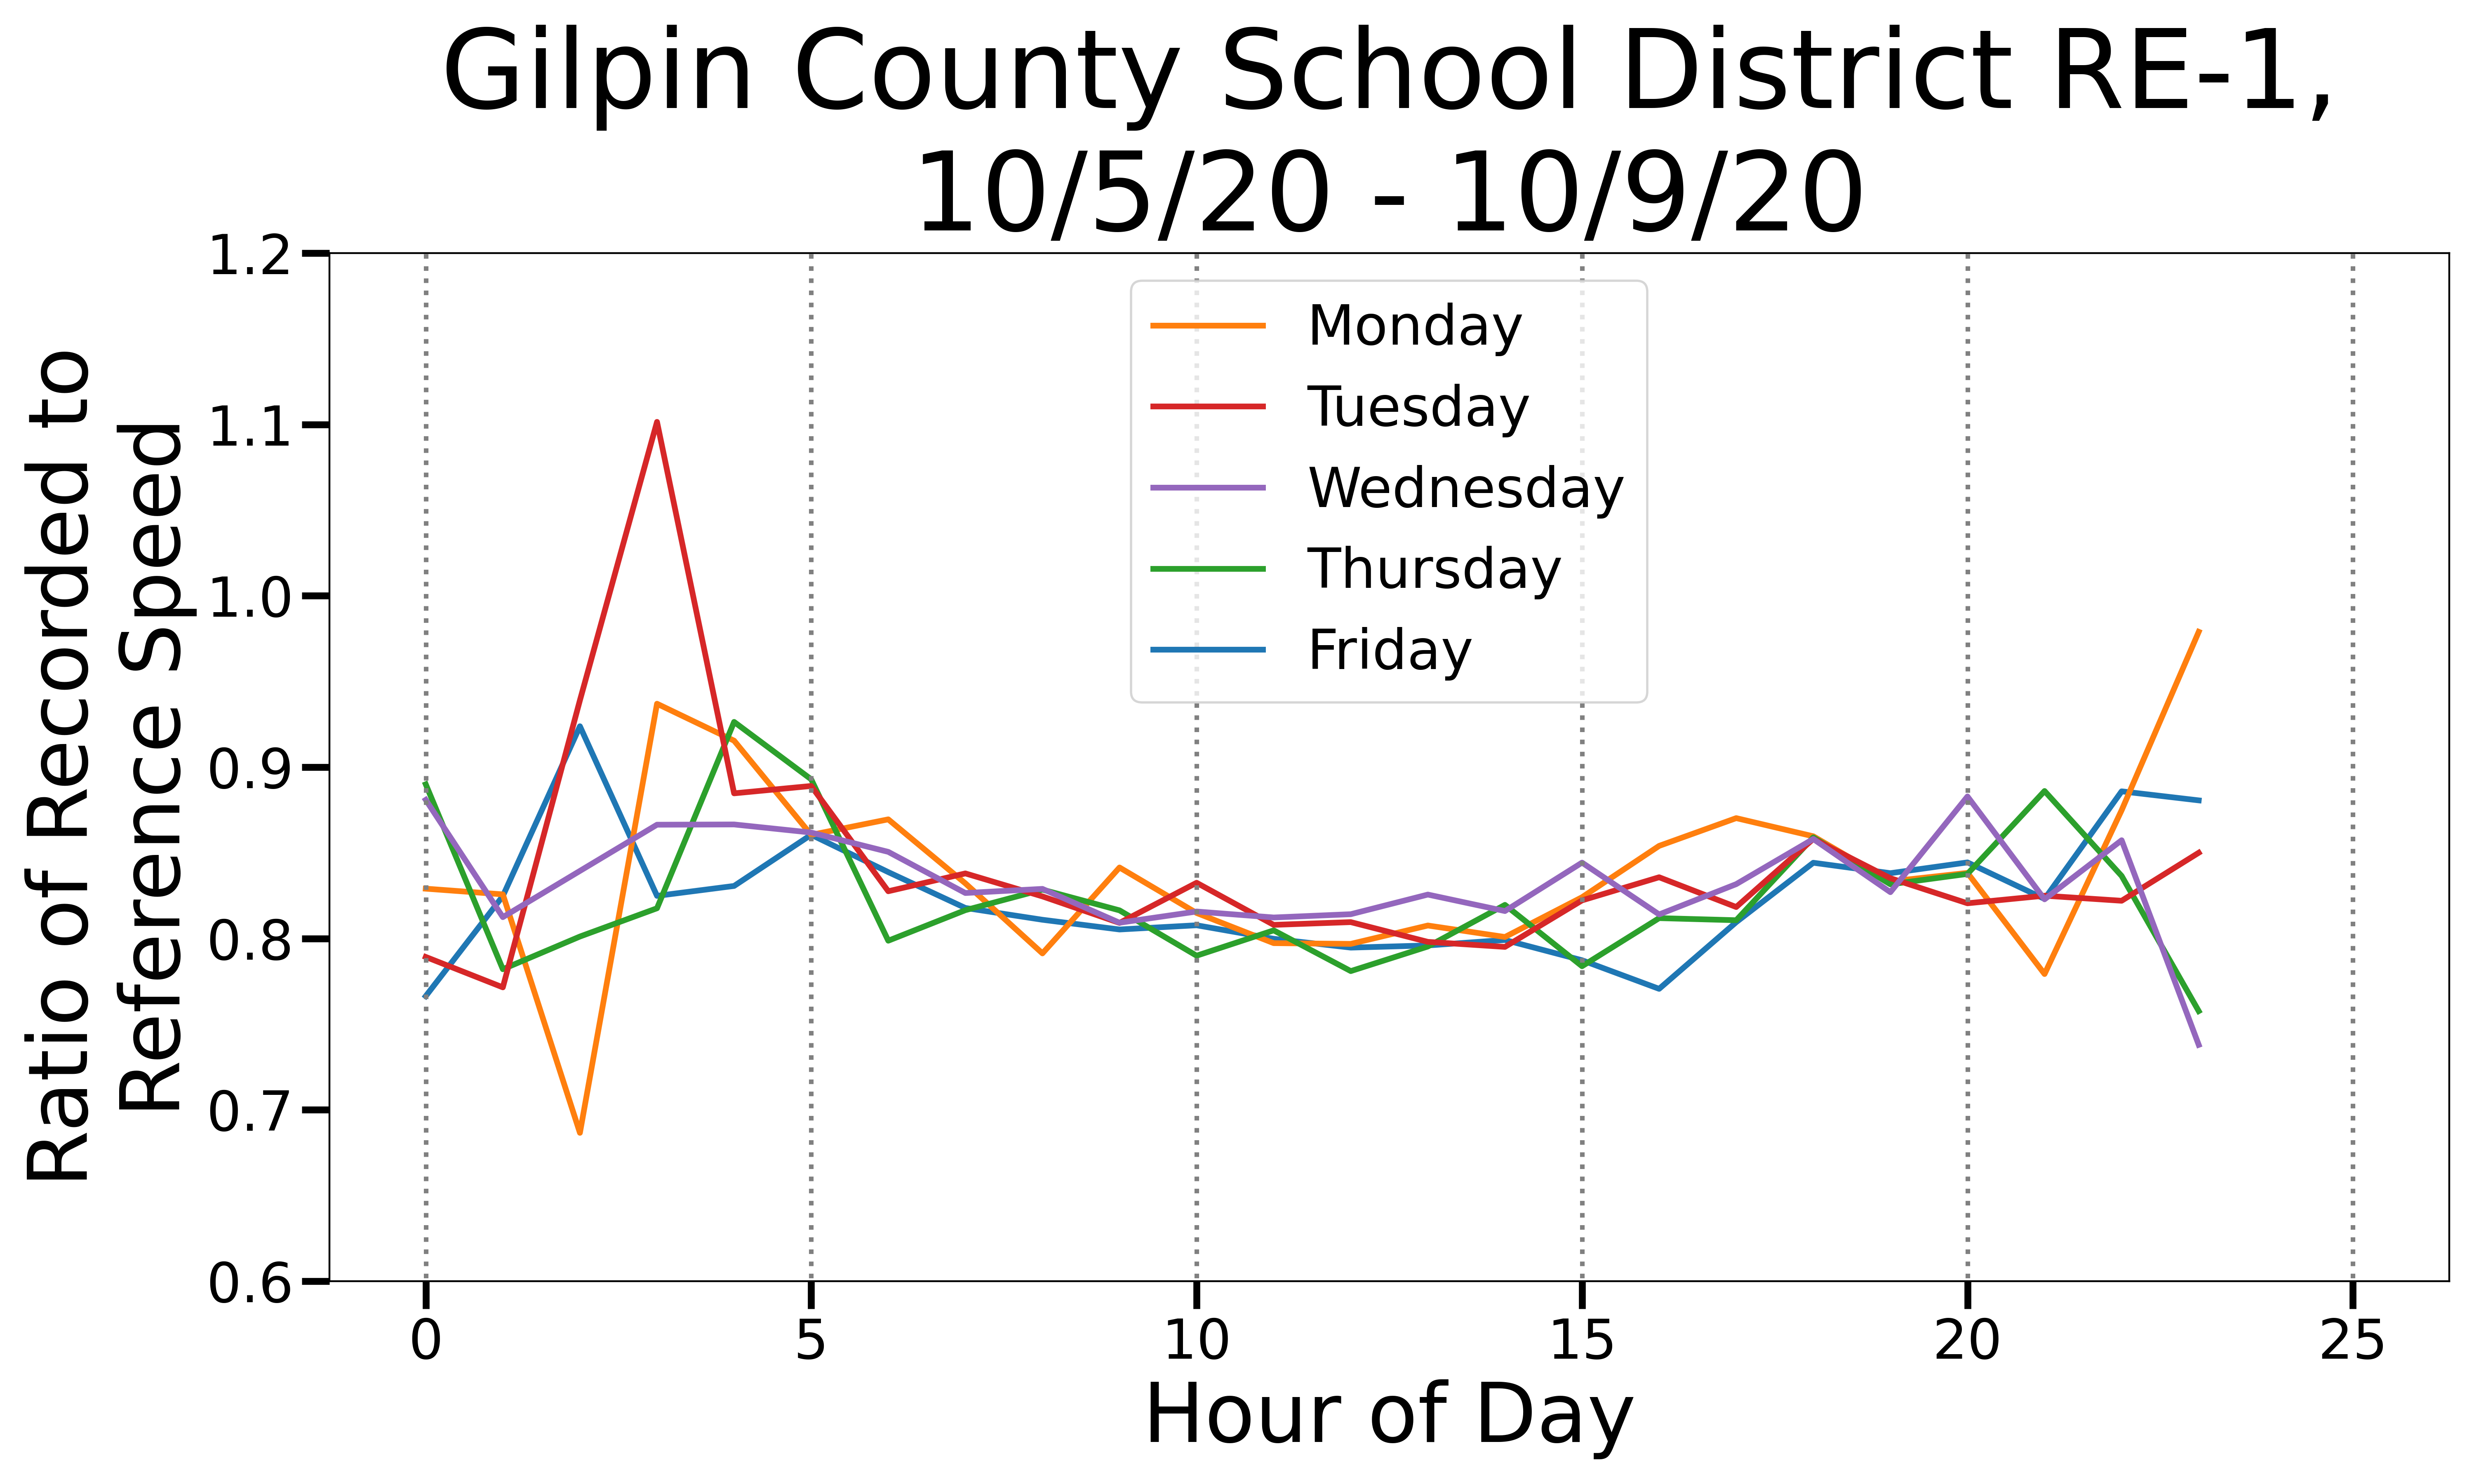 Gilpin County School District RE-1,
10/5/20 - 10/9/20
Ratio of Recorded to
Reference Speed
1.2
1.1
1.0
0.9
0.8
0.7
0.6
Monday
Tuesday
Wednesday
Thursday
Friday
0
5
10
15
20
25
Hour of Day